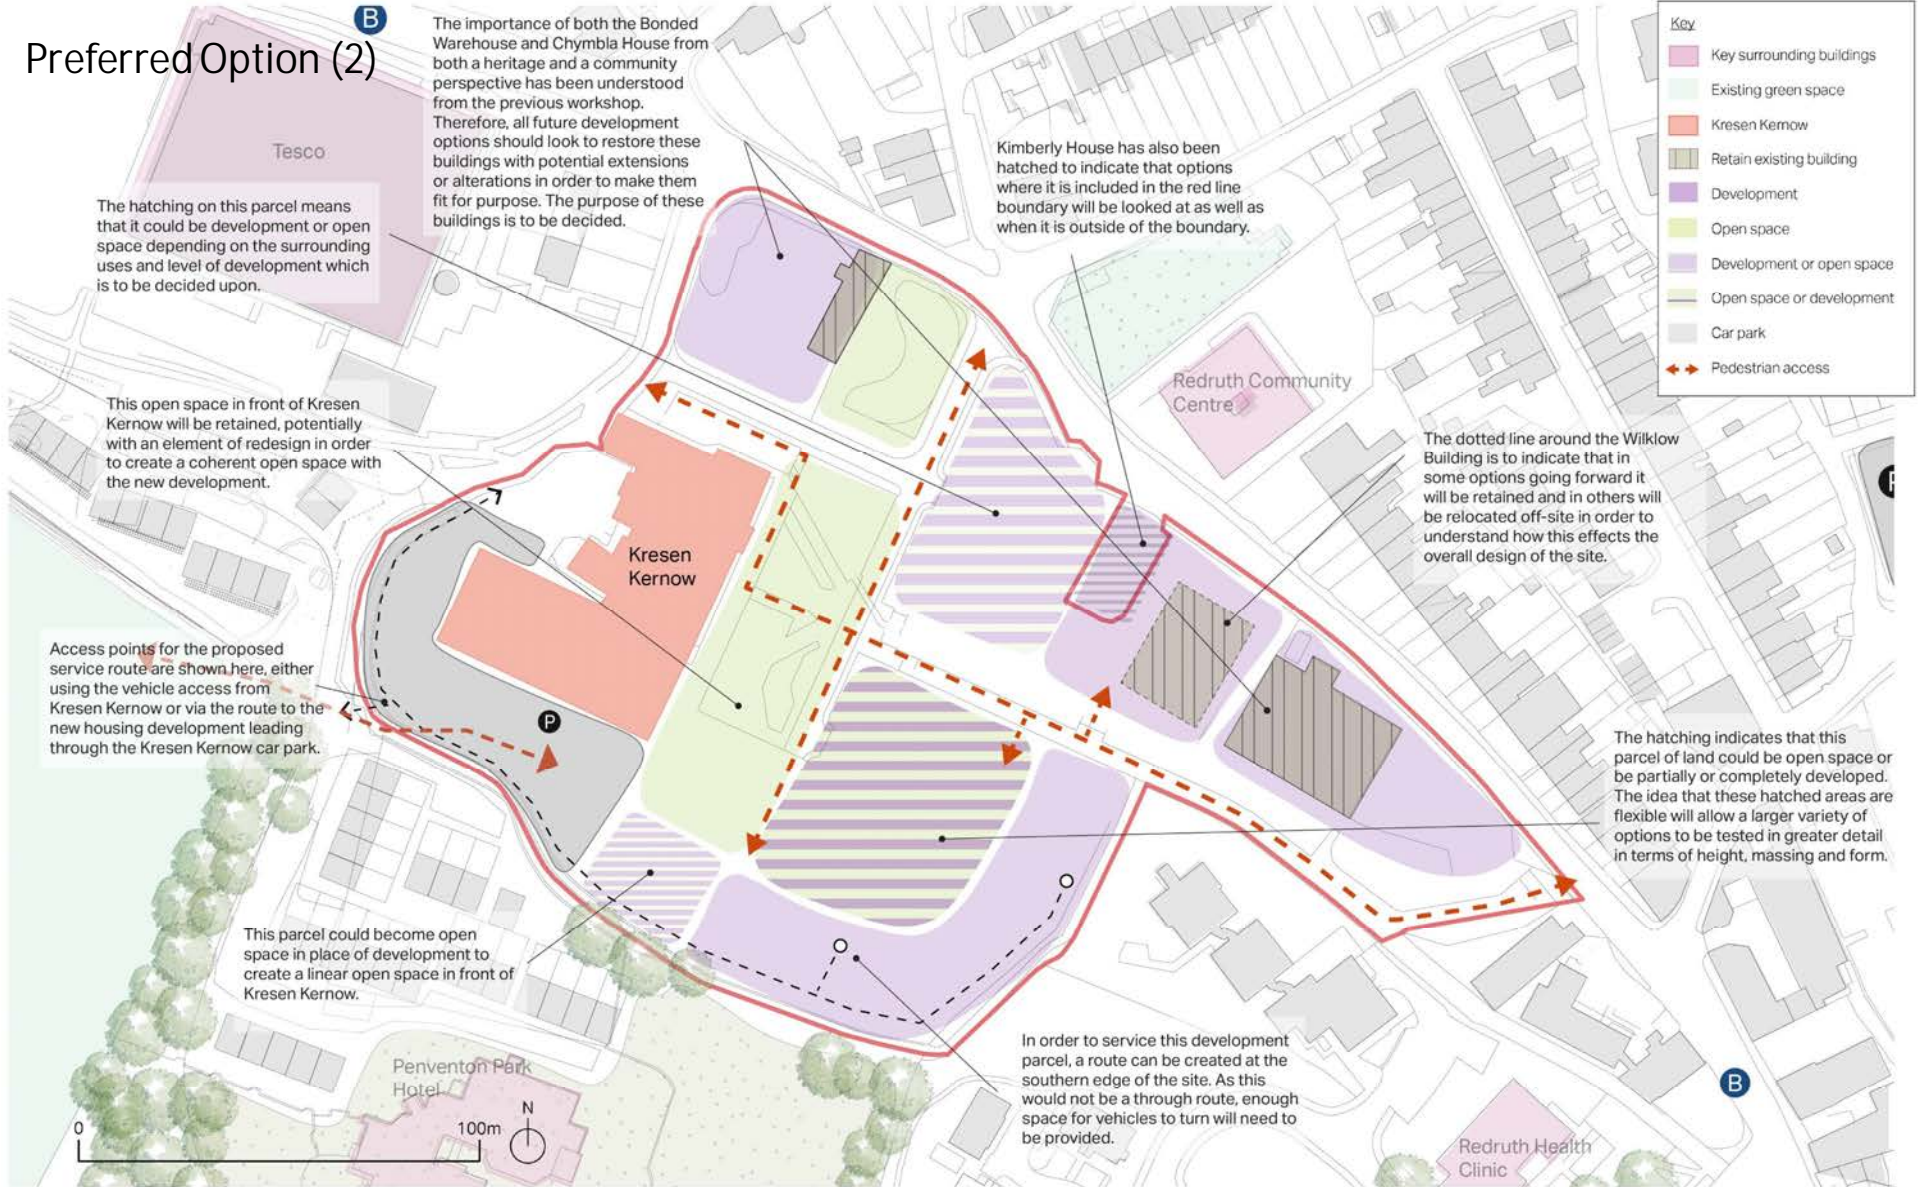 Preferred Option (2)
B
The importance of both the Bonded
Warehouse and Chymbla House from
both a heritage and a community
perspective has been understood
from the previous workshop.
Therefore, all future development
options should look to restore these
buildings with potential extensions
or alterations in order to make them
fit for purpose. The purpose of these
buildings is to be decided.
Tesco
The hatching on this parcel means
that it could be development or open
space depending on the surrounding
uses and level of development which
is to be decided upon.
Kimberly House has also been
hatched to indicate that options
where it is included in the red line
boundary will be looked at as well as
when it is outside of the boundary.
Key
Key surrounding buildings
Existing green space
Kresen Kernow
Retain existing building
Development
Open space
Development or open space
Open space or development
Car park
Pedestrian access
Redruth Community
Centre
This open space in front of Kresen
Kernow will be retained, potentially
with an element of redesign in order
to create a coherent open space with
the new development.
The dotted line around the Wilklow
Building is to indicate that in
some options going forward it
will be retained and in others will
be relocated off-site in order to
understand how this effects the
overall design of the site.
P
Kresen
Kernow
Access points for the proposed
service route are shown here, either
using the vehicle access from
Kresen Kernow or via the route to the
new housing development leading
through the Kresen Kernow car park.
P
The hatching indicates that this
parcel of land could be open space or
be partially or completely developed.
The idea that these hatched areas are
flexible will allow a larger variety of
options to be tested in greater detail
in terms of height, massing and form.
This parcel could become open
space in place of development to
create a linear open space in front of
Kresen Kernow.
In order to service this development
parcel, a route can be created at the
southern edge of the site. As this
would not be a through route, enough
space for vehicles to turn will need to
be provided.
Penventon Park
Hotel
B
N
0
100m
Redruth Health
Clinic